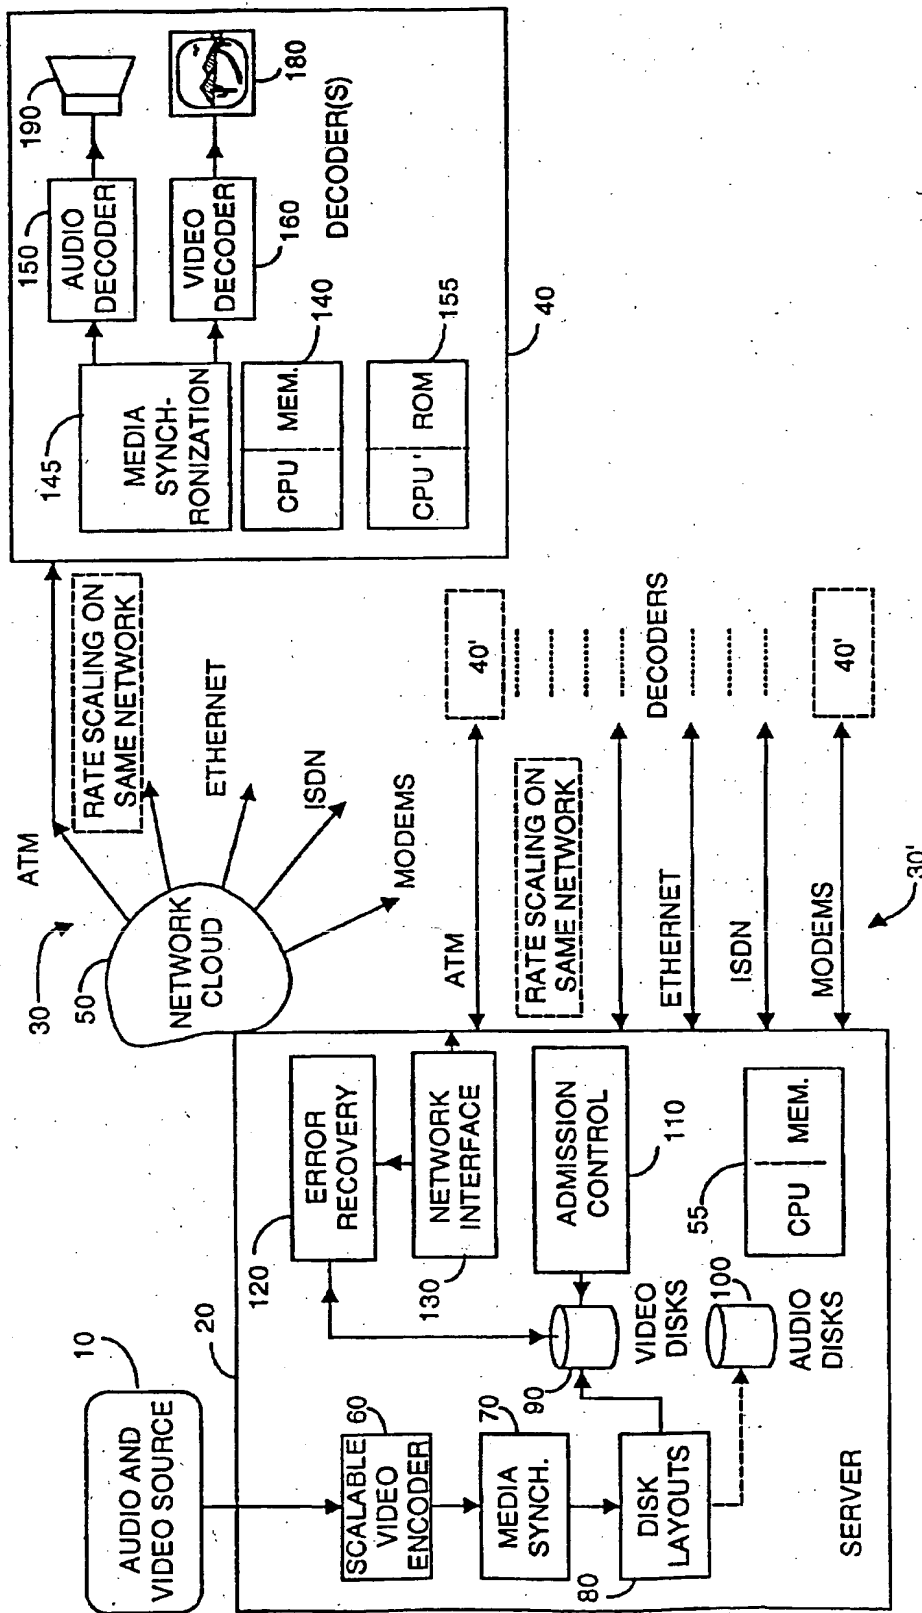 10
AUDIO AND
VIDEO SOURCE
20
SCALABLE
VIDEO
ENCODER
60
MEDIA
SYNCH.
70
DISK
LAYOUTS
80
SERVER
120
ERROR
RECOVERY
NETWORK
INTERFACE
130
ADMISSION
CONTROL
110
90
VIDEO
DISKS
100
AUDIO
DISKS
55
CPU
MEM.
30
50
NETWORK
CLOUD
ATM
RATE SCALING ON
SAME NETWORK
ETHERNET
ISDN
MODEMS
ATM
RATE SCALING ON
SAME NETWORK
ETHERNET
ISDN
MODEMS
30'
40'
DECODERS
40'
145
MEDIA
SYNCH-
RONIZATION
150
AUDIO
DECODER
190
VIDEO
DECODER
160
180
CPU
MEM.
140
CPU '
ROM
155
DECODER(S)
40